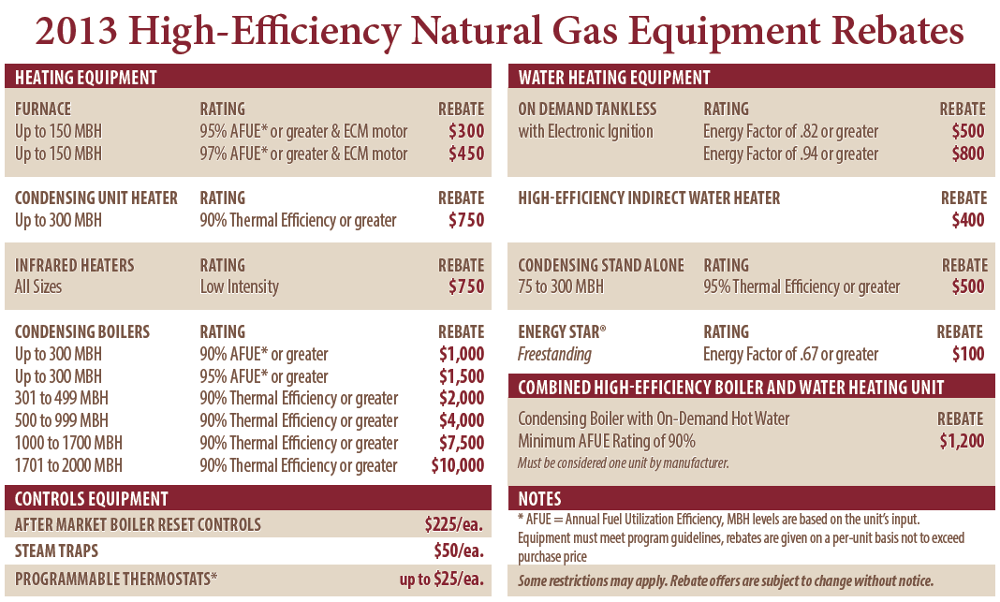 2013 High-Efficiency Natural Gas Equipment Rebates
HEATING EQUIPMENT
FURNACE RATING REBATE
Up to 150 MBH 95% AFUE* or greater & ECM motor $300
Up to 150 MBH 97% AFUE* or greater & ECM motor $450
CONDENSING UNIT HEATER RATING REBATE
Up to 300 MBH 90% Thermal Efficiency or greater $750
INFRARED HEATERS RATING REBATE
All Sizes Low Intensity $750
CONDENSING BOILERS RATING REBATE
Up to 300 MBH 90% AFUE* or greater $1,000
Up to 300 MBH 95% AFUE* or greater $1,500
301 to 499 MBH 90% Thermal Efficiency or greater $2,000
500 to 999 MBH 90% Thermal Efficiency or greater $4,000
1000 to 1700 MBH 90% Thermal Efficiency or greater $7,500
1701 to 2000 MBH 90% Thermal Efficiency or greater $10,000
CONTROLS EQUIPMENT
AFTER MARKET BOILER RESET CONTROLS $225/ea.
STEAM TRAPS $50/ea.
PROGRAMMABLE THERMOSTATS* up to $25/ea.
WATER HEATING EQUIPMENT
ON DEMAND TANKLESS RATING REBATE
with Electronic Ignition Energy Factor of .82 or greater $500
Energy Factor of .94 or greater $800
HIGH-EFFICIENCY INDIRECT WATER HEATER REBATE
$400
CONDENSING STAND ALONE RATING REBATE
75 to 300 MBH 95% Thermal Efficiency or greater $500
ENERGY STAR® RATING REBATE
Freestanding Energy Factor of .67 or greater $100
COMBINED HIGH-EFFICIENCY BOILER AND WATER HEATING UNIT
Condensing Boiler with On-Demand Hot Water REBATE
Minimum AFUE Rating of 90% $1,200
Must be considered one unit by manufacturer.
NOTES
* AFUE = Annual Fuel Utilization Efficiency, MBH levels are based on the unit's input.
Equipment must meet program guidelines, rebates are given on a per-unit basis not to exceed
purchase price
Some restrictions may apply. Rebate offers are subject to change without notice.